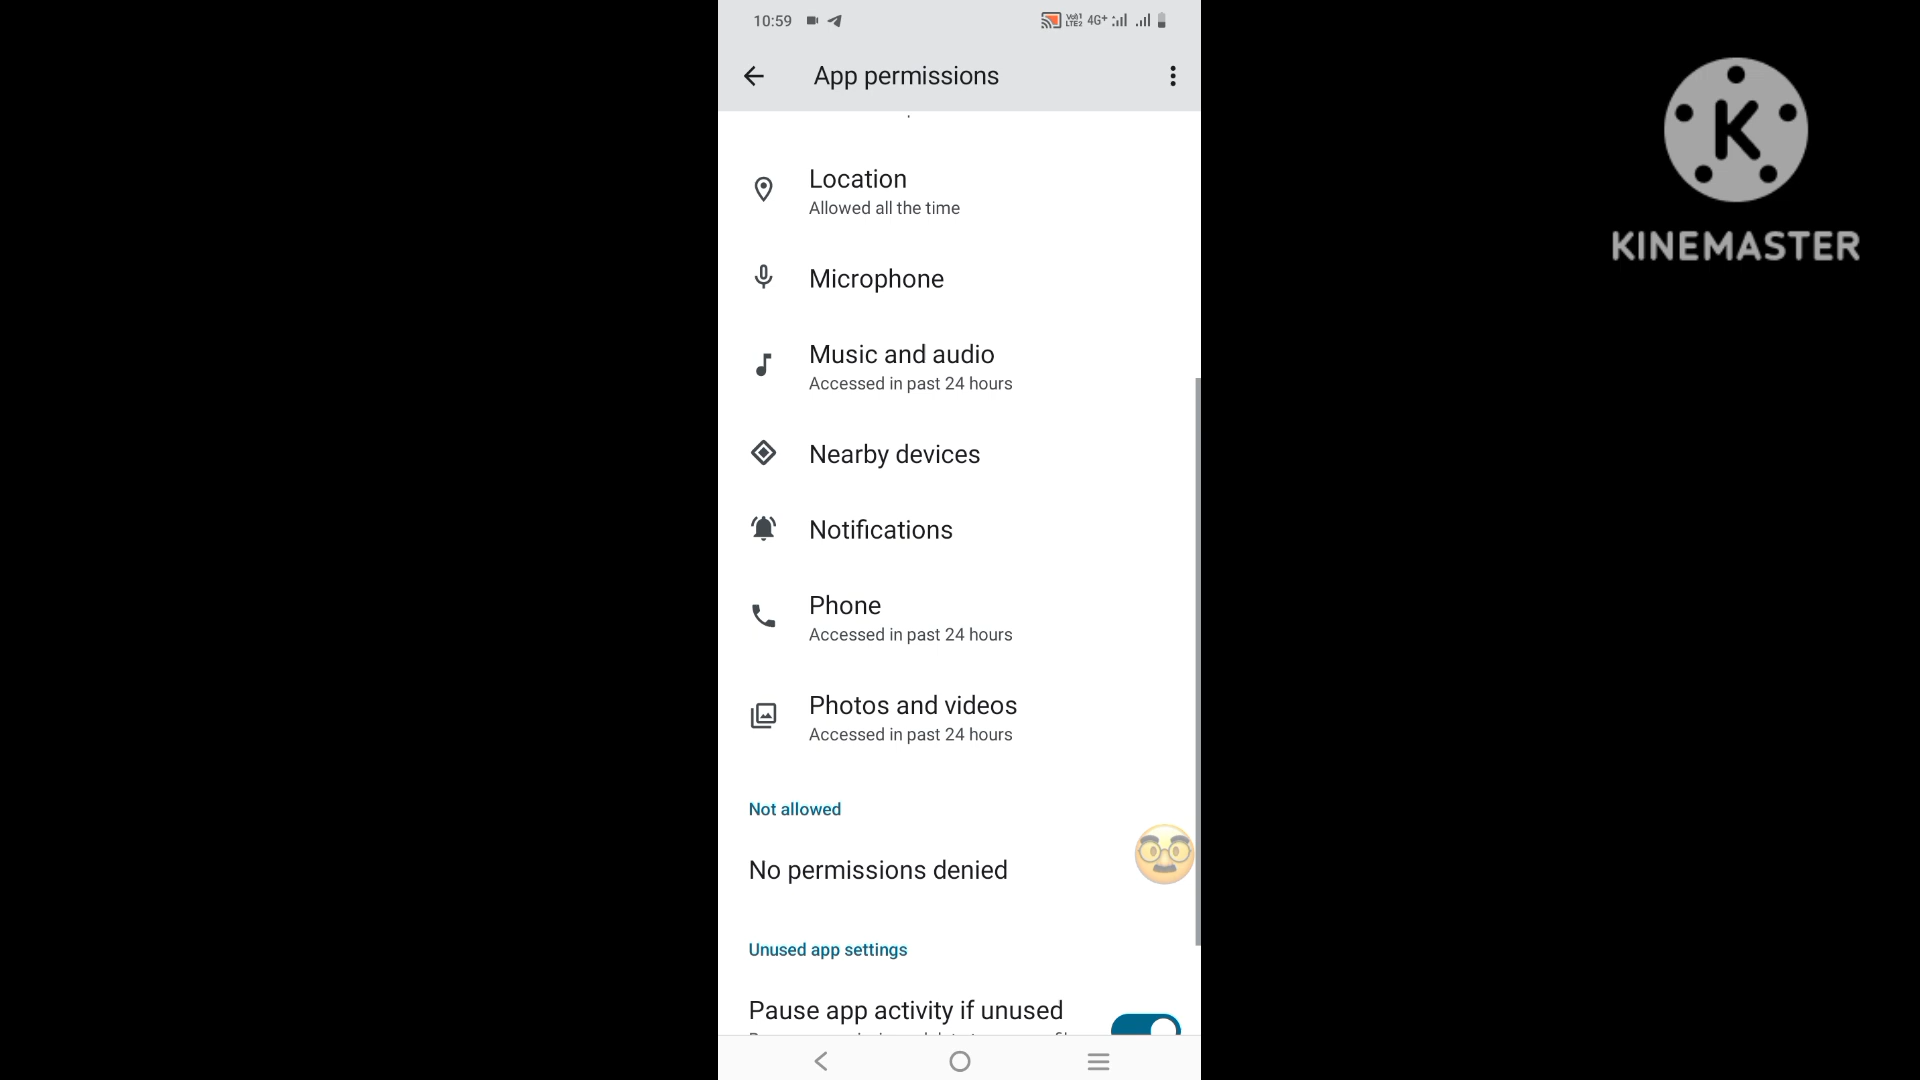 10:59
VoI1
LTE2
4G+
App permissions
K
KINEMASTER
Location
Allowed all the time
Microphone
Music and audio
Accessed in past 24 hours
Nearby devices
Notifications
Phone
Accessed in past 24 hours
Photos and videos
Accessed in past 24 hours
Not allowed
No permissions denied
Unused app settings
Pause app activity if unused